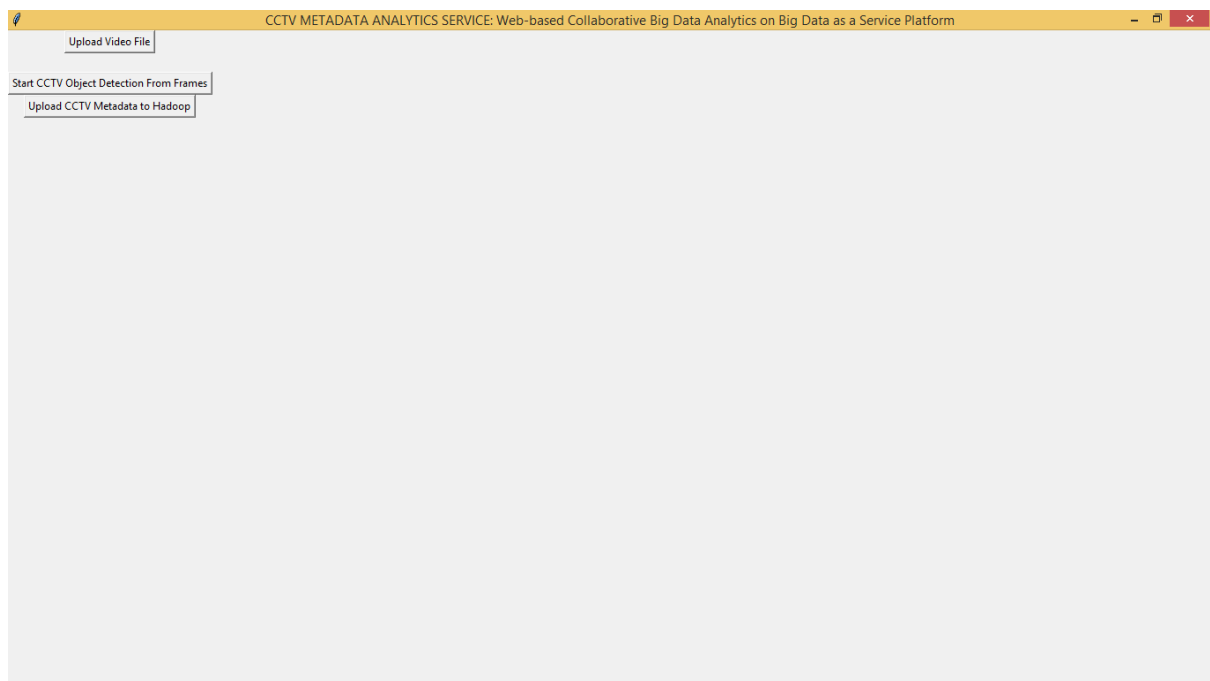 CCTV METADATA ANALYTICS SERVICE: Web-based Collaborative Big Data Analytics on Big Data as a Service Platform
Upload Video File
Start CCTV Object Detection From Frames
Upload CCTV Metadata to Hadoop